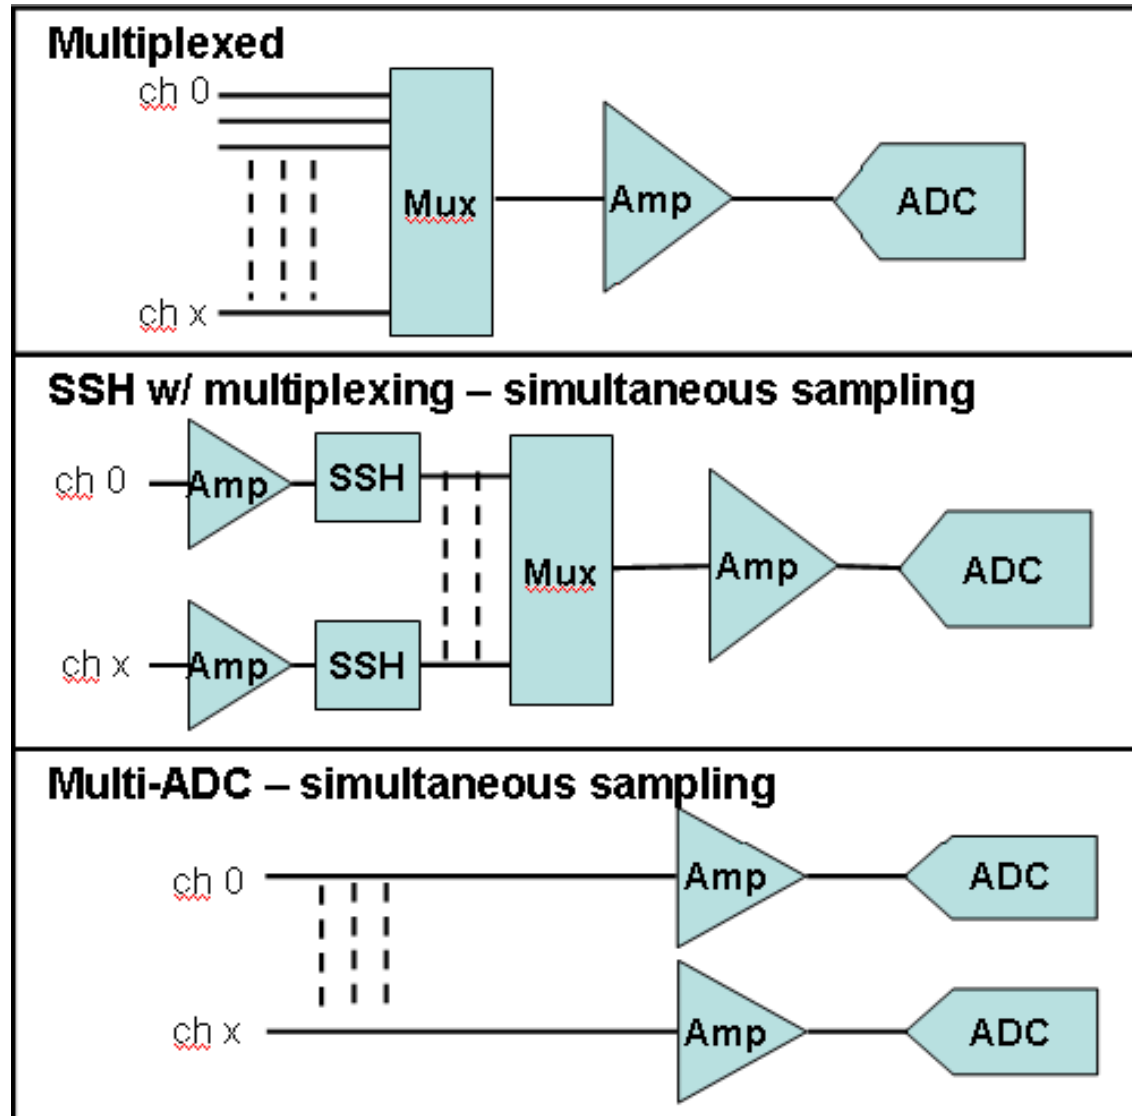 Multiplexed
ch 0
Mux
Amp
ADC
ch x
SSH w/ multiplexing – simultaneous sampling
ch 0
Amp
SSH
Mux
Amp
ADC
ch x
Amp
SSH
Multi-ADC – simultaneous sampling
ch 0
Amp
ADC
ch x
Amp
ADC